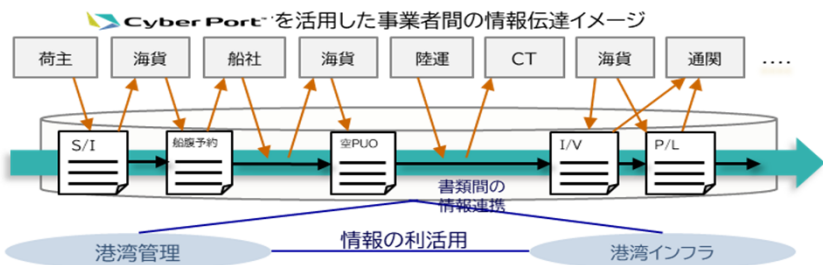 Cyber Port™を活用した事業者間の情報伝達イメージ
荷主 海貨 船社 海貨 陸運 CT 海貨 通関 ....
S/I 船腹予約 空PUO I/V P/L
書類間の
情報連携
港湾管理 情報の利活用 港湾インフラ